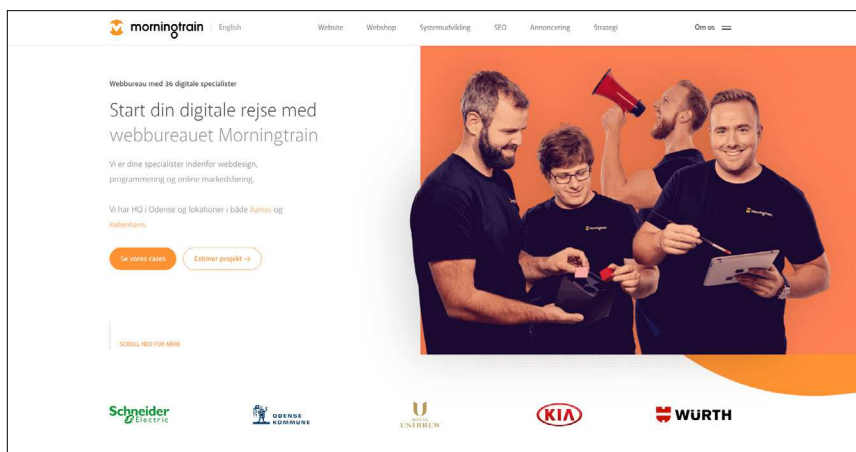 morningtrain
English
Website
Webshop
Systemudvikling
SEO
Annoncering
Strategi
Om os
Webbureau med 36 digitale specialister
Start din digitale rejse med
webbureauet Morningtrain
Vi er dine specialister indenfor webdesign,
programmering og online markedsføring.
Vi har HQ i Odense og lokationer i både Aarhus og
København.
Se vores cases
Estimer projekt →
SCROLL NED FOR MERE
morningtrain
morningtrain
Schneider
Electric
ODENSE
KOMMUNE
ROYAL
UNIBREW
KIA
WÜRTH